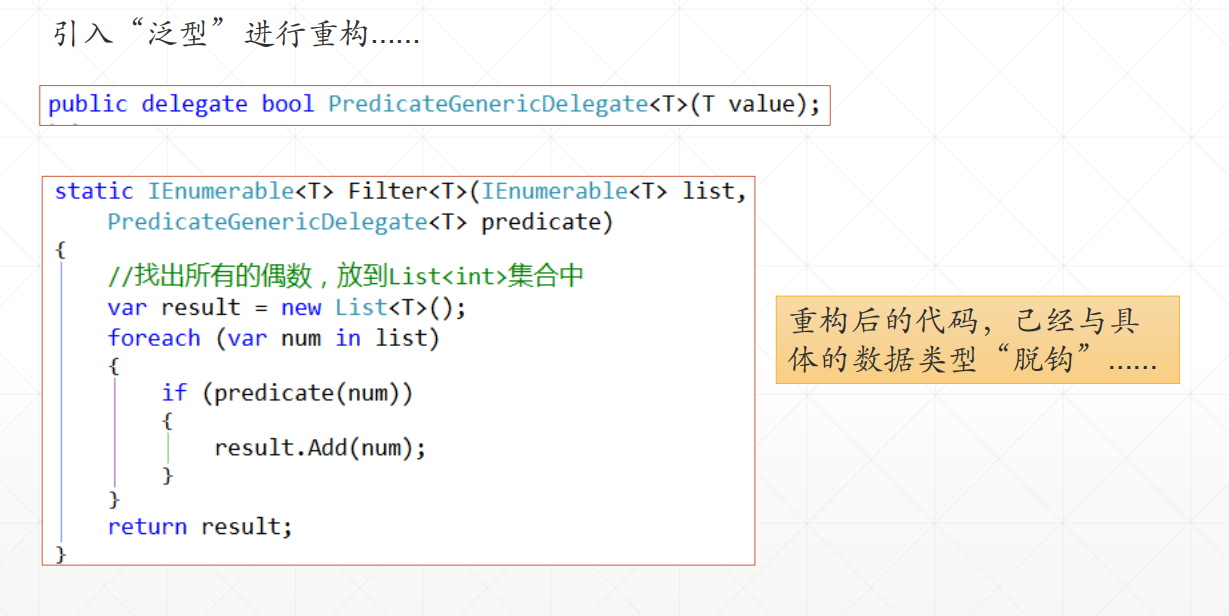 引入“泛型”进行重构……
public delegate bool PredicateGenericDelegate<T>(T value);
static IEnumerable<T> Filter<T>(IEnumerable<T> list,
    PredicateGenericDelegate<T> predicate)
{
    //找出所有的偶数，放到List<int>集合中
    var result = new List<T>();
    foreach (var num in list)
    {
        if (predicate(num))
        {
            result.Add(num);
        }
    }
    return result;
}
重构后的代码，已经与具
体的数据类型“脱钩”……